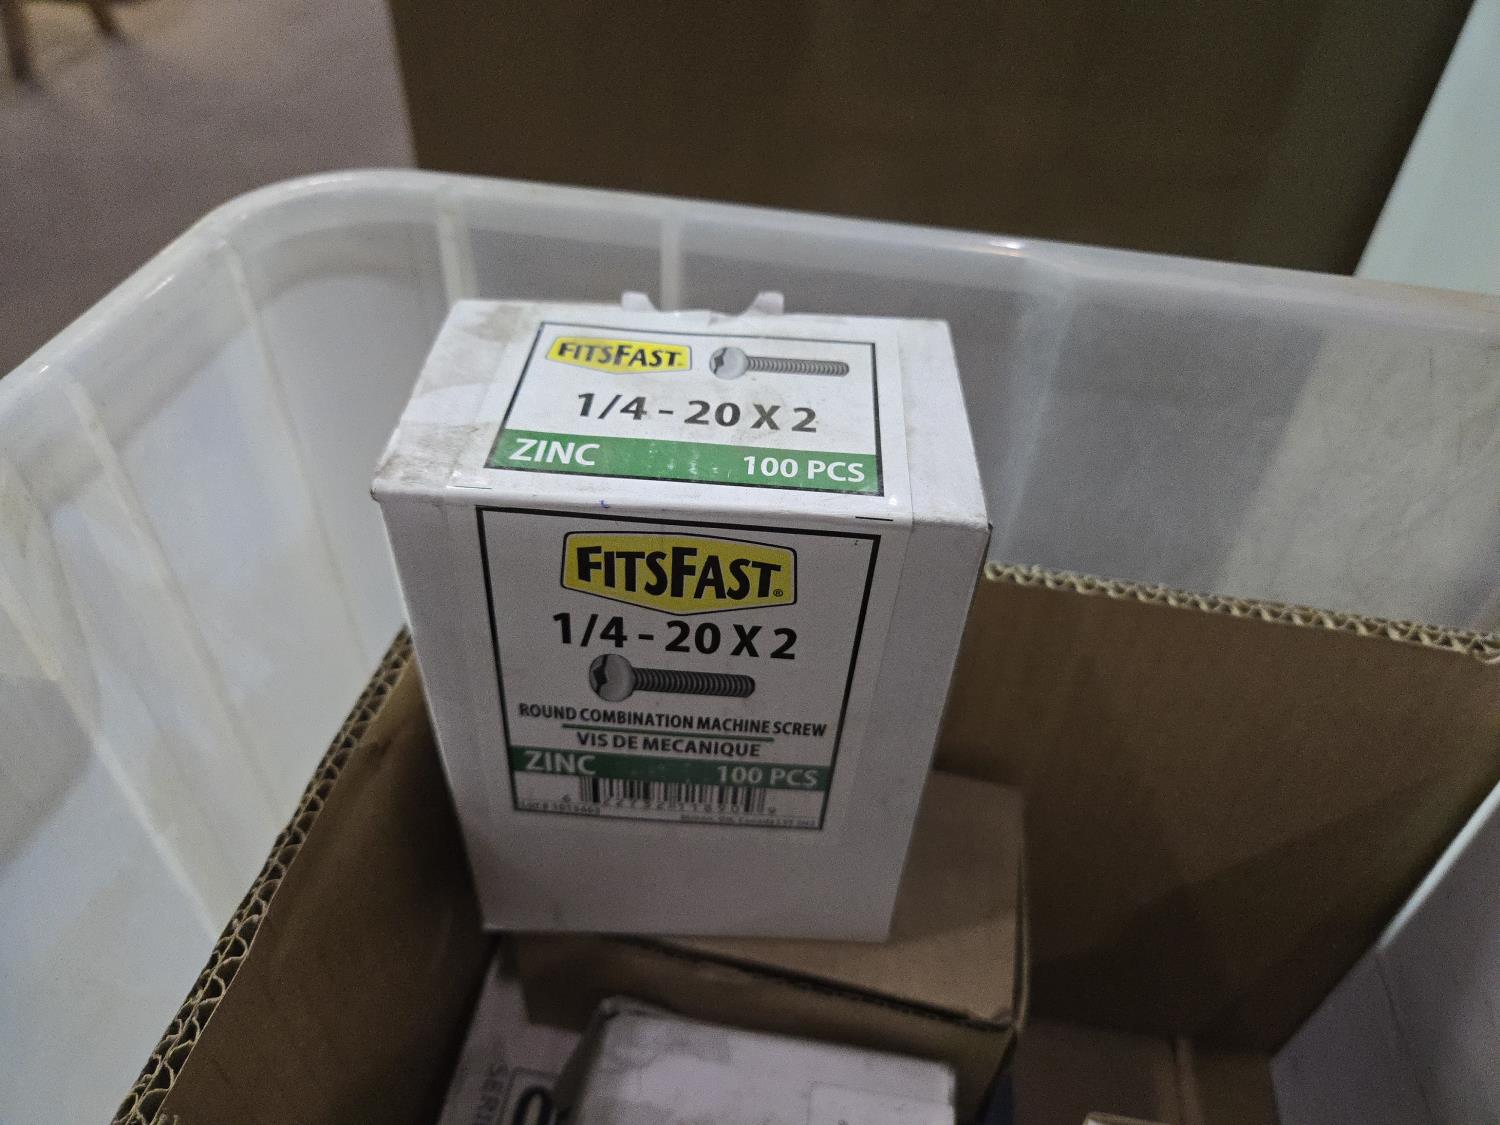 FITSFAST
1/4 - 20 X 2
ZINC 100 PCS
FITSFAST®
1/4 - 20 X 2
ROUND COMBINATION MACHINE SCREW
VIS DE MECANIQUE
ZINC 100 PCS